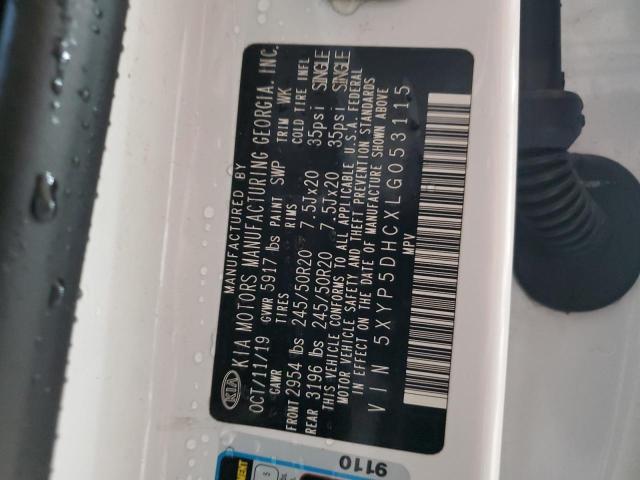 KIA
MANUFACTURED BY
KIA MOTORS MANUFACTURING GEORGIA, INC.
OCT/11/19 GVWR 5917 lbs PAINT SWP TRIM WK
GAWR TIRES RIMS COLD TIRE INFL
FRONT 2954 lbs 245/50R20 7.5Jx20 35psi SINGLE
REAR 3196 lbs 245/50R20 7.5Jx20 35psi SINGLE
THIS VEHICLE CONFORMS TO ALL APPLICABLE U.S.A. FEDERAL
MOTOR VEHICLE SAFETY AND THEFT PREVENTION STANDARDS
IN EFFECT ON THE DATE OF MANUFACTURE SHOWN ABOVE
VIN 5XYP5DHCXLG053115
MPV
9110